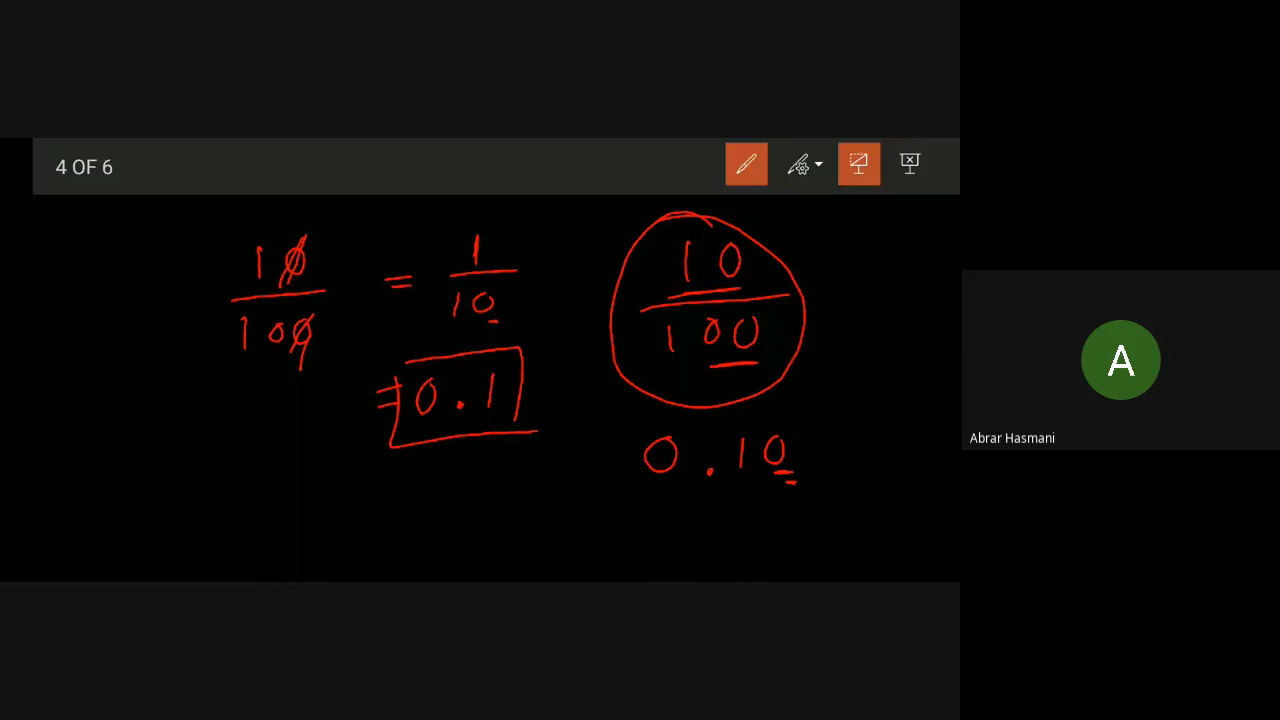 4 OF 6
10/100 = 1/10
= 0.1
10/100
0.10
A
Abrar Hasmani